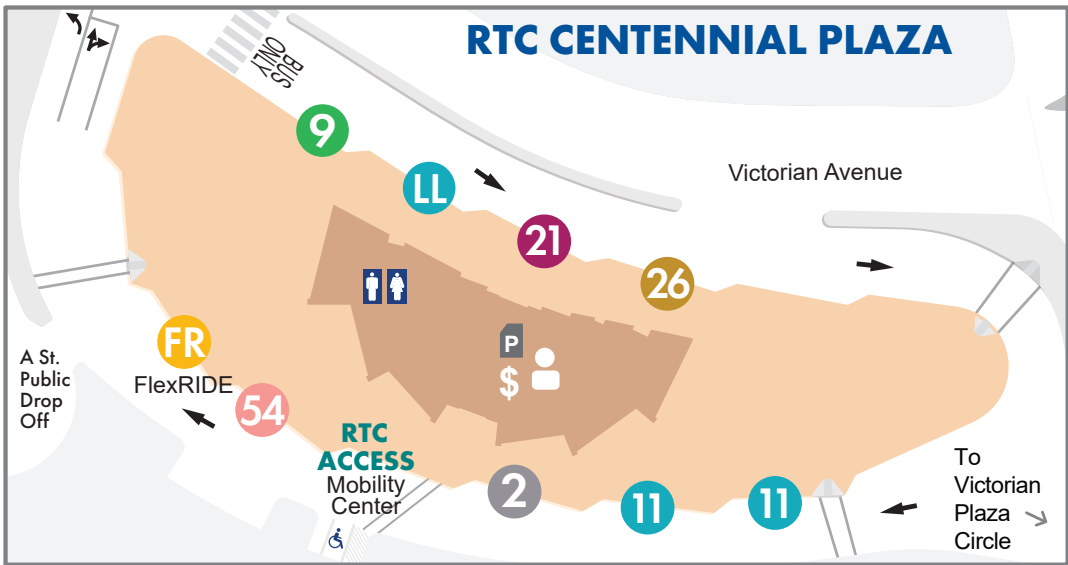 RTC CENTENNIAL PLAZA
BUS
ONLY
9
LL
Victorian Avenue
21
26
P
$
FR
FlexRIDE
A St.
Public
Drop
Off
54
RTC
ACCESS
Mobility
Center
2
11
11
To
Victorian
Plaza
Circle